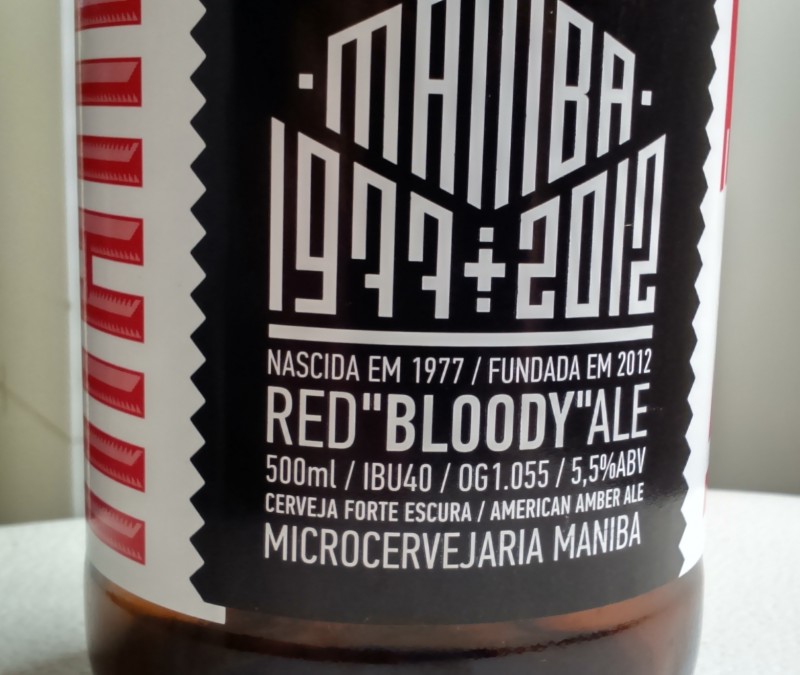 ·MAMBA·
1977÷2012
NASCIDA EM 1977 / FUNDADA EM 2012
RED "BLOODY" ALE
500ml / IBU40 / OG1.055 / 5,5%ABV
CERVEJA FORTE ESCURA / AMERICAN AMBER ALE
MICROCERVEJARIA MANIBA